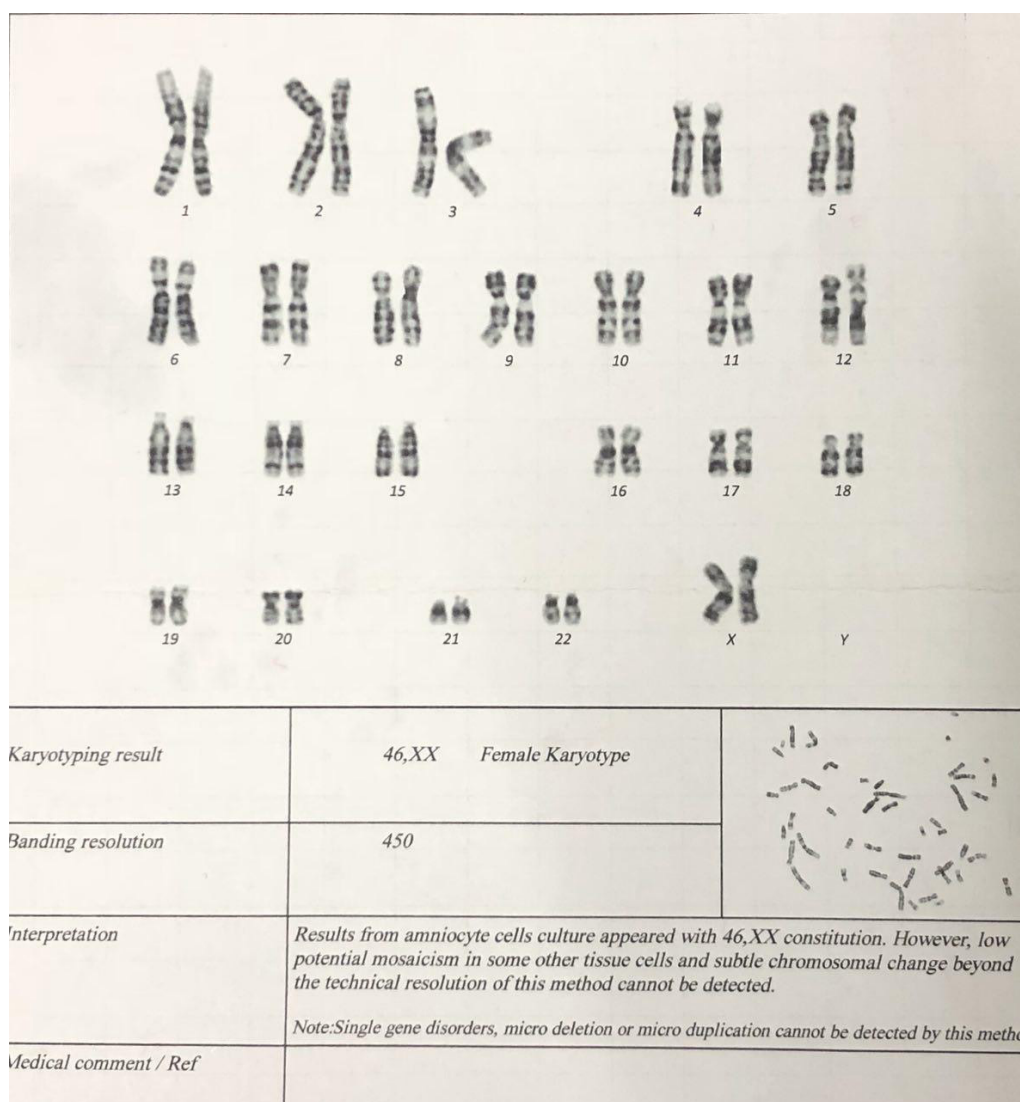 1 2 3 4 5
6 7 8 9 10 11 12
13 14 15 16 17 18
19 20 21 22 X Y
Karyotyping result 46,XX Female Karyotype
Banding resolution 450
Interpretation Results from amniocyte cells culture appeared with 46,XX constitution. However, low
potential mosaicism in some other tissue cells and subtle chromosomal change beyond
the technical resolution of this method cannot be detected.
Note:Single gene disorders, micro deletion or micro duplication cannot be detected by this metho
Medical comment / Ref